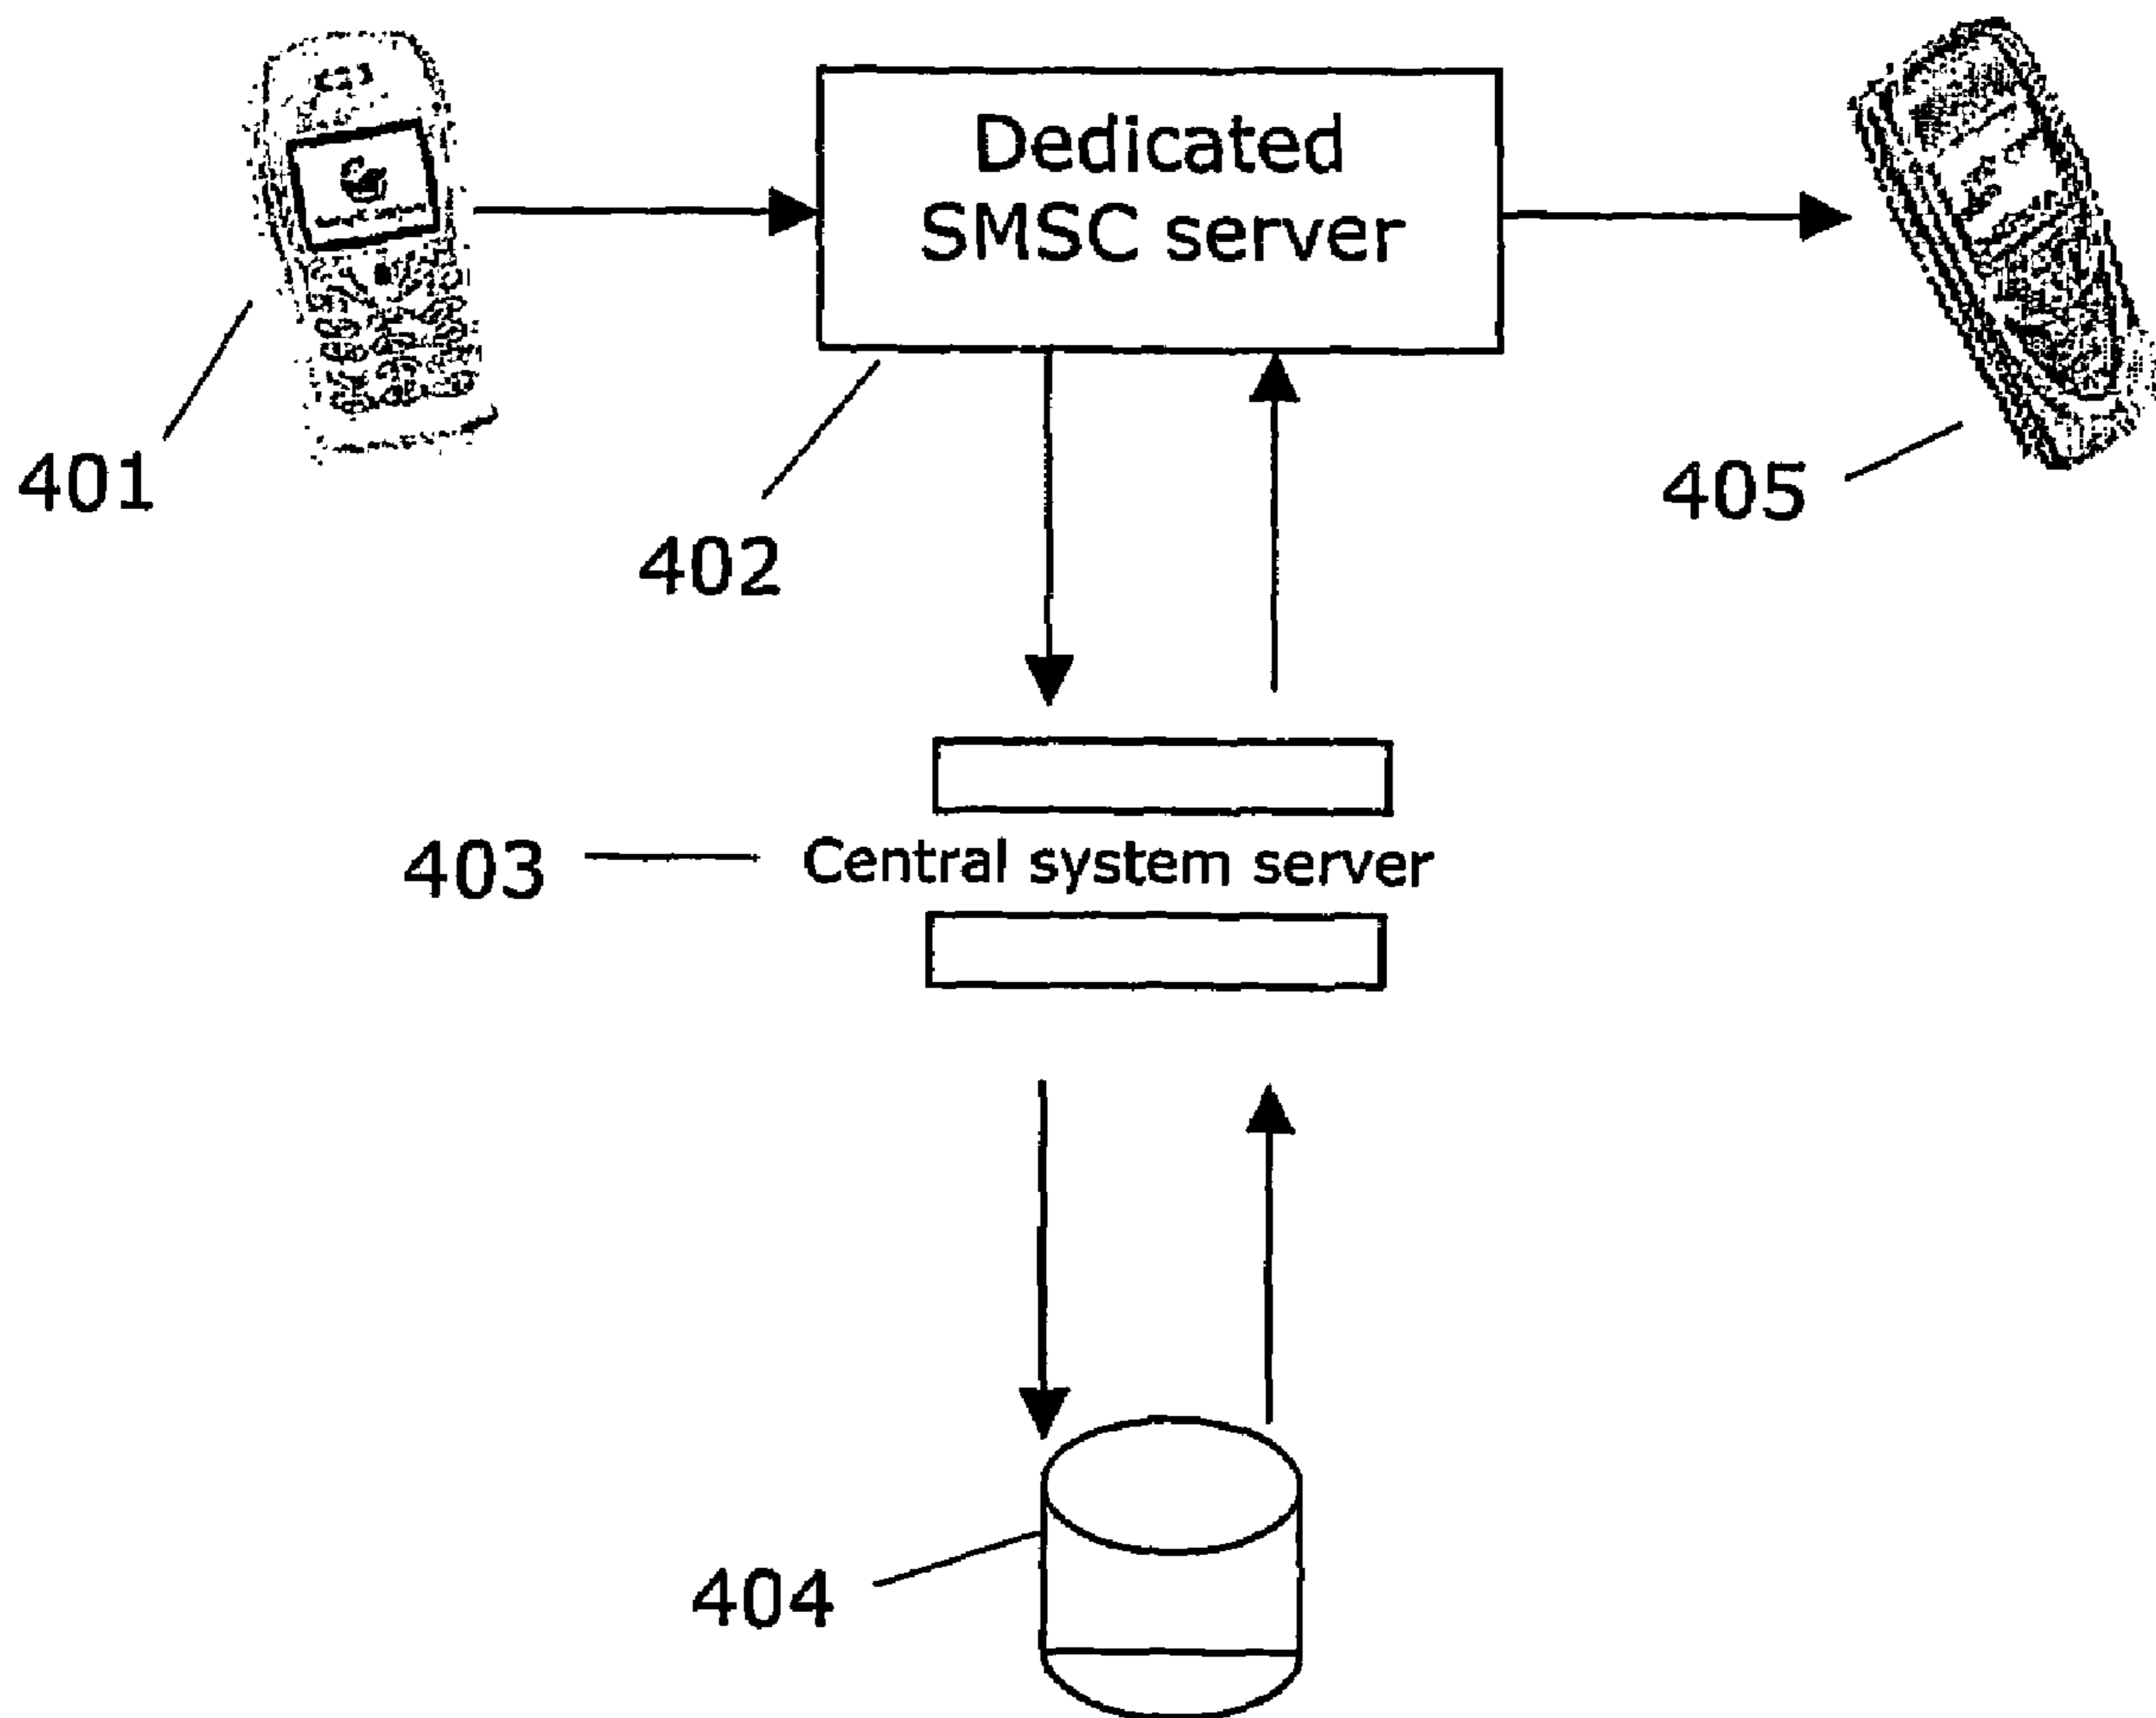 Dedicated
SMSC server
401
405
402
403
Central system server
404